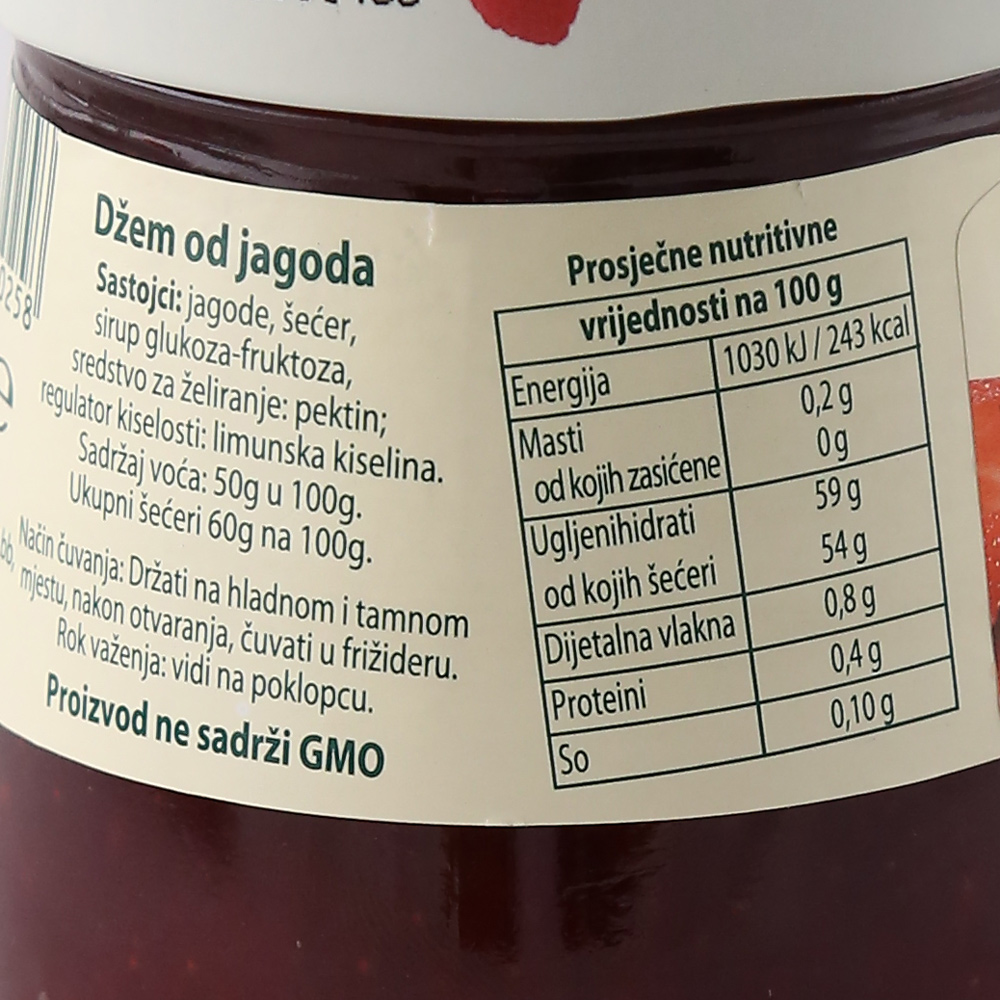 Džem od jagoda
Sastojci: jagode, šećer,
sirup glukoza-fruktoza,
sredstvo za želiranje: pektin;
regulator kiselosti: limunska kiselina.
Sadržaj voća: 50g u 100g.
Ukupni šećeri 60g na 100g.
Način čuvanja: Držati na hladnom i tamnom
mjestu, nakon otvaranja, čuvati u frižideru.
Rok važenja: vidi na poklopcu.
Proizvod ne sadrži GMO
0258
bb,
Prosječne nutritivne
vrijednosti na 100 g
Energija 1030 kJ / 243 kcal
Masti 0,2 g
od kojih zasićene 0 g
Ugljenihidrati 59 g
od kojih šećeri 54 g
Dijetalna vlakna 0,8 g
Proteini 0,4 g
So 0,10 g